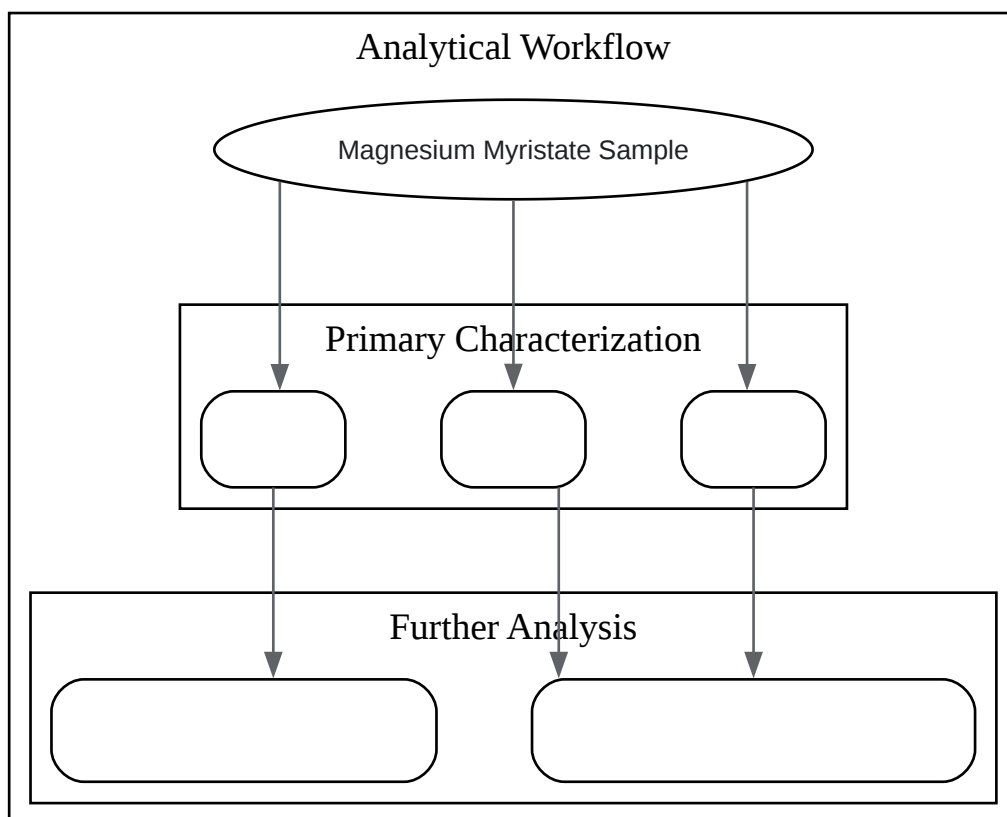 Analytical Workflow
Magnesium Myristate Sample
Primary Characterization
Further Analysis